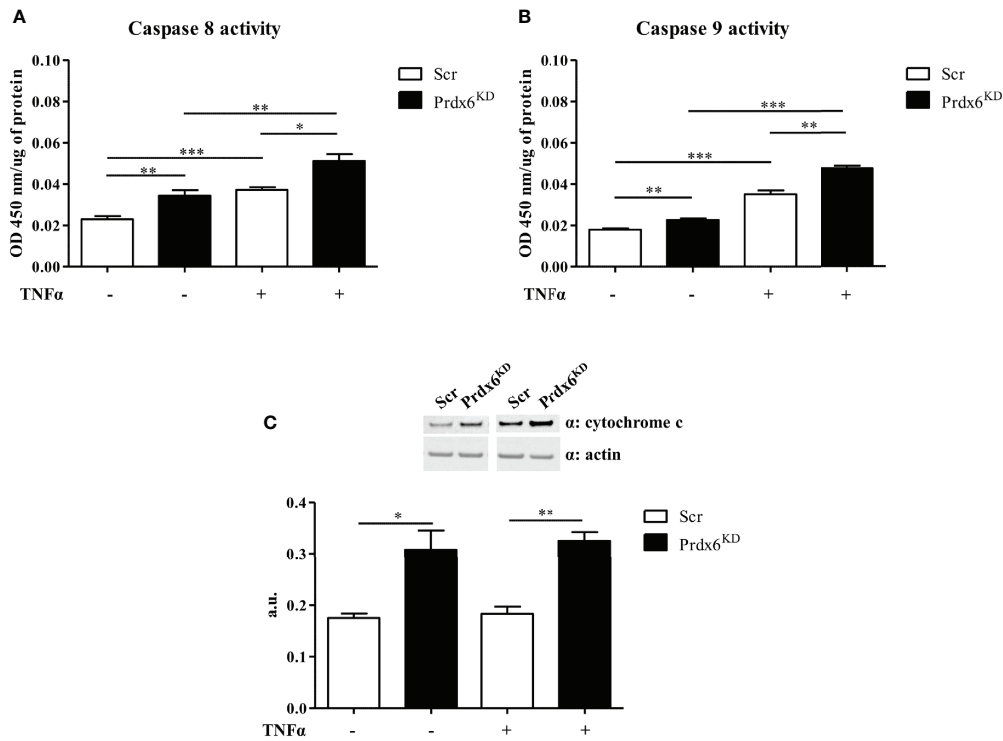 A
Caspase 8 activity
OD 450 nm/ug of protein
0.10
0.08
0.06
0.04
0.02
0.00
**
*
***
**
Scr
Prdx6KD
TNFα - - + +
B
Caspase 9 activity
OD 450 nm/ug of protein
0.10
0.08
0.06
0.04
0.02
0.00
***
**
***
**
Scr
Prdx6KD
TNFα - - + +
C
Scr Prdx6KD Scr Prdx6KD
α: cytochrome c
α: actin
a.u.
0.4
0.3
0.2
0.1
0.0
*
**
Scr
Prdx6KD
TNFα - - + +